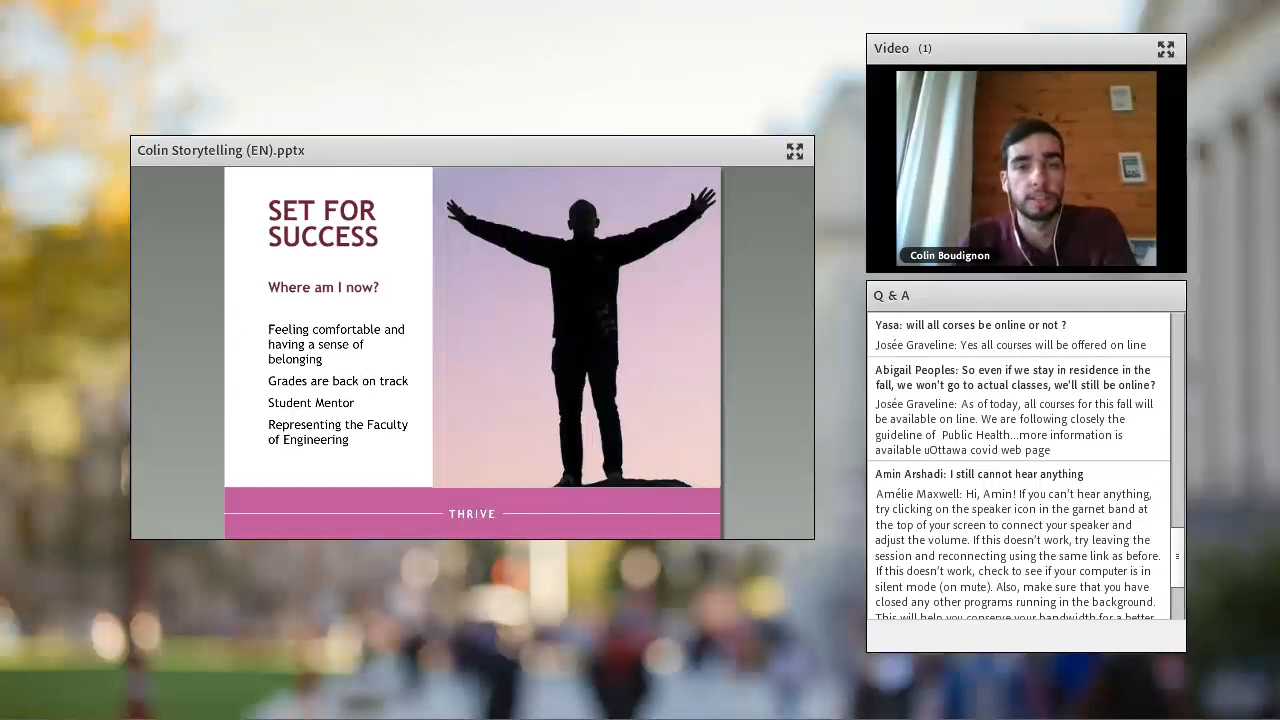 Colin Storytelling (EN).pptx
SET FOR
SUCCESS
Where am I now?
Feeling comfortable and
having a sense of
belonging
Grades are back on track
Student Mentor
Representing the Faculty
of Engineering
THRIVE
Video (1)
Colin Boudignon
Q & A
Yasa: will all corses be online or not ?
Josée Graveline: Yes all courses will be offered on line
Abigail Peoples: So even if we stay in residence in the
fall, we won't go to actual classes, we'll still be online?
Josée Graveline: As of today, all courses for this fall will
be available on line. We are following closely the
guideline of Public Health...more information is
available uOttawa covid web page
Amin Arshadi: I still cannot hear anything
Amélie Maxwell: Hi, Amin! If you can't hear anything,
try clicking on the speaker icon in the garnet band at
the top of your screen to connect your speaker and
adjust the volume. If this doesn't work, try leaving the
session and reconnecting using the same link as before.
If this doesn't work, check to see if your computer is in
silent mode (on mute). Also, make sure that you have
closed any other programs running in the background.
This will help you conserve your bandwidth for a better